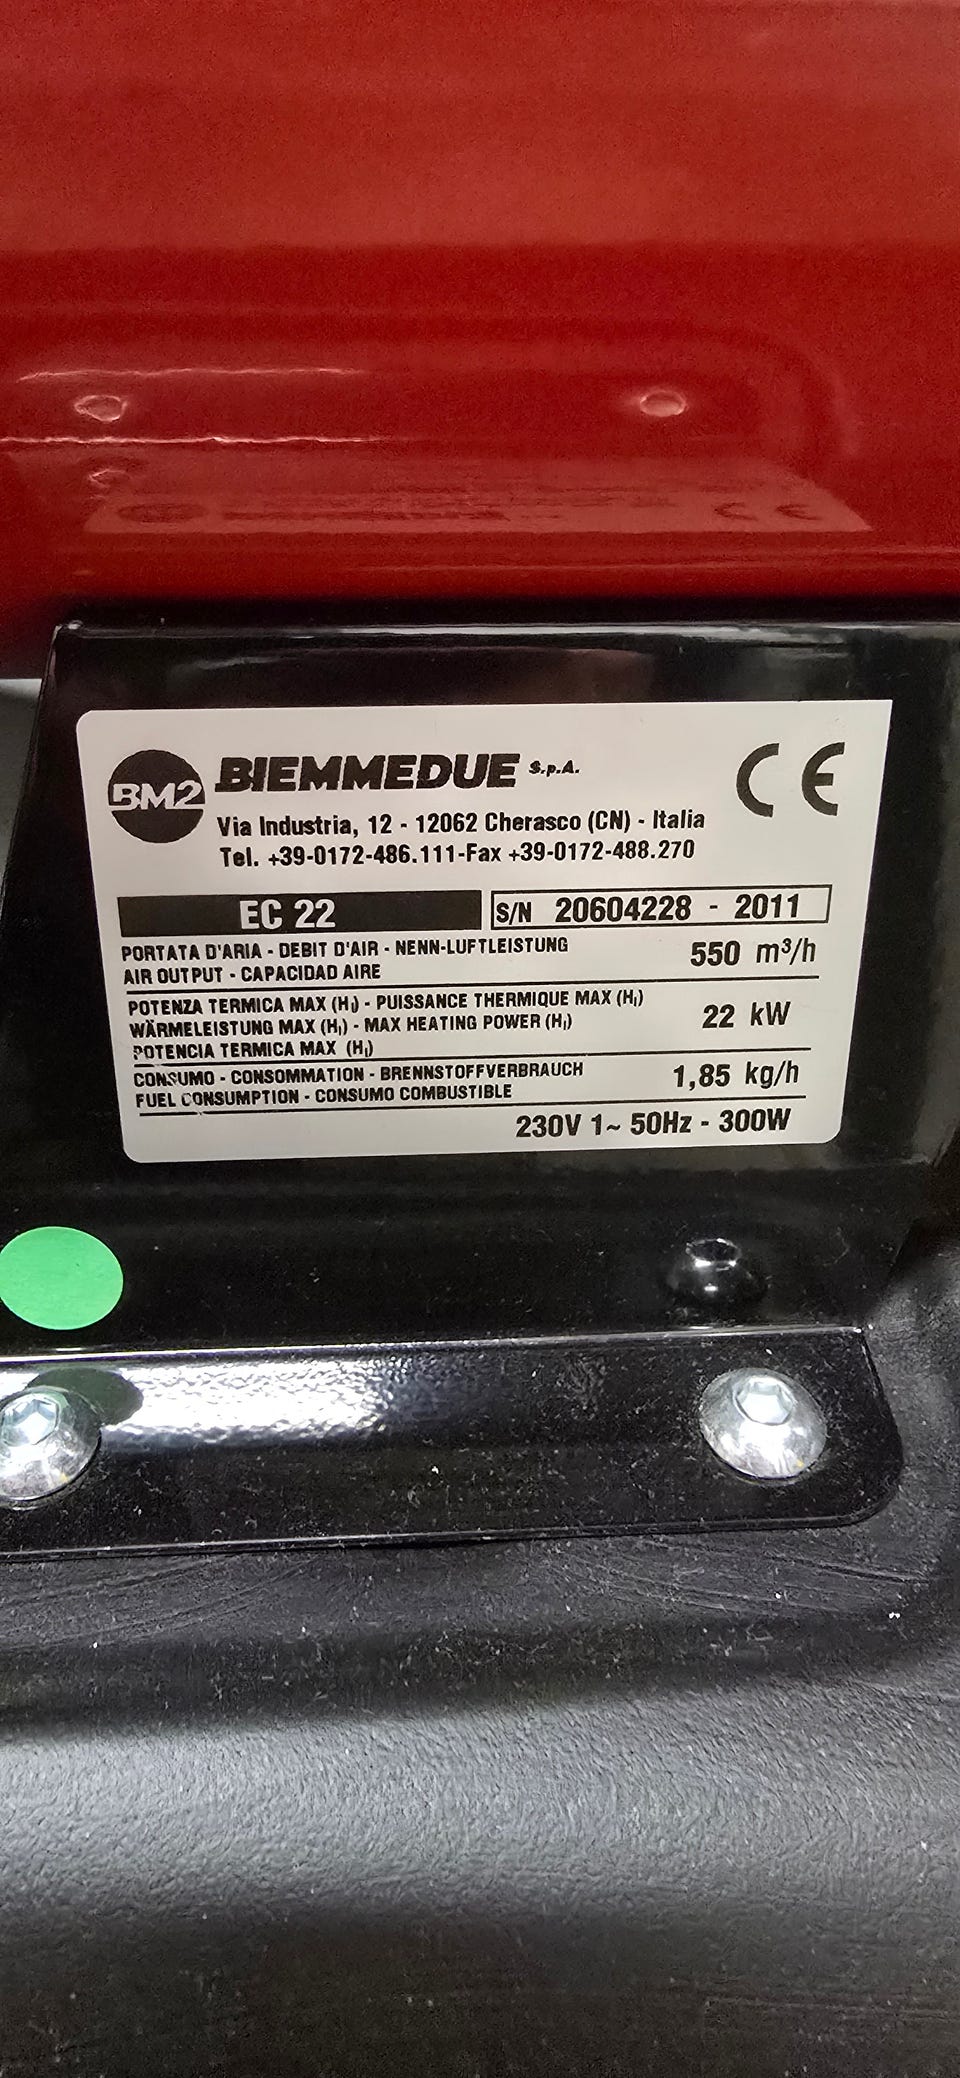 BM2 BIEMMEDUE S.p.A. CE
Via Industria, 12 - 12062 Cherasco (CN) - Italia
Tel. +39-0172-486.111-Fax +39-0172-488.270
EC 22 S/N 20604228 - 2011
PORTATA D'ARIA - DEBIT D'AIR - NENN-LUFTLEISTUNG
AIR OUTPUT - CAPACIDAD AIRE 550 m³/h
POTENZA TERMICA MAX (Hi) - PUISSANCE THERMIQUE MAX (Hi)
WÄRMELEISTUNG MAX (Hi) - MAX HEATING POWER (Hi) 22 kW
POTENCIA TERMICA MAX (Hi)
CONSUMO - CONSOMMATION - BRENNSTOFFVERBRAUCH 1,85 kg/h
FUEL CONSUMPTION - CONSUMO COMBUSTIBLE
230V 1~ 50Hz - 300W